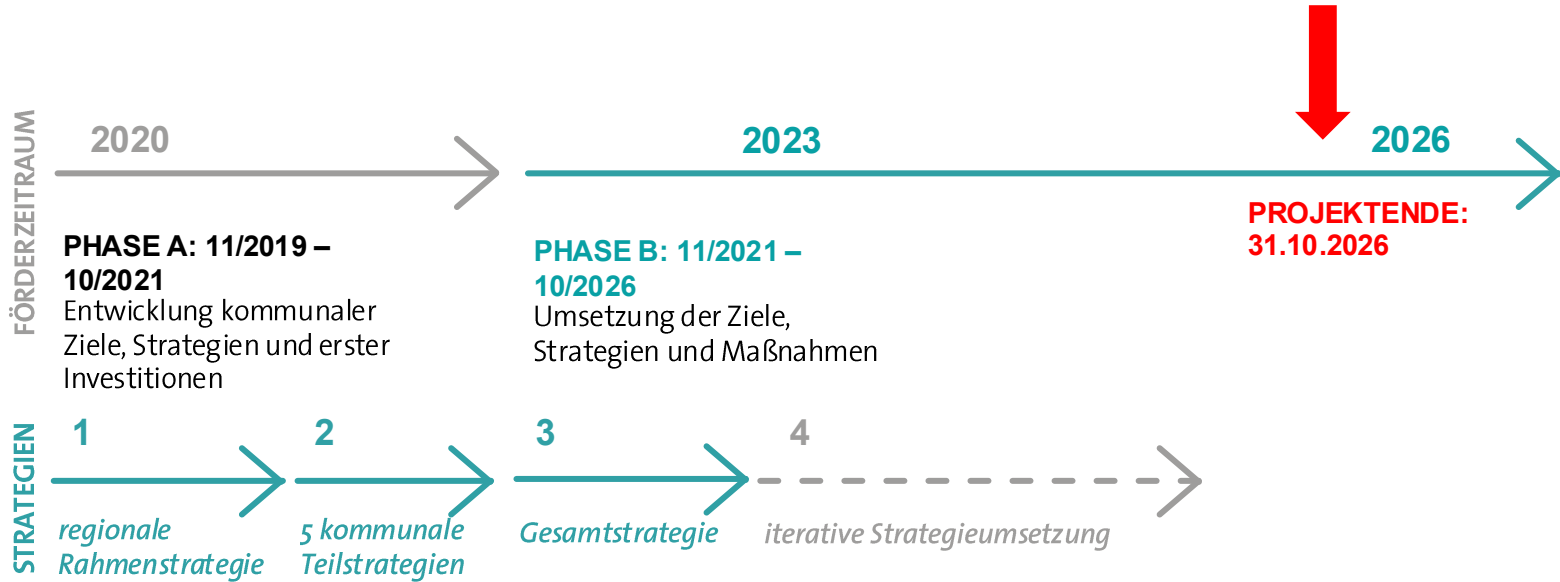 FÖRDERZEITRAUM
2020
2023
2026
PHASE A: 11/2019 –
10/2021
Entwicklung kommunaler
Ziele, Strategien und erster
Investitionen
PHASE B: 11/2021 –
10/2026
Umsetzung der Ziele,
Strategien und Maßnahmen
PROJEKTENDE:
31.10.2026
STRATEGIEN
1
regionale
Rahmenstrategie
2
5 kommunale
Teilstrategien
3
Gesamtstrategie
4
iterative Strategieumsetzung